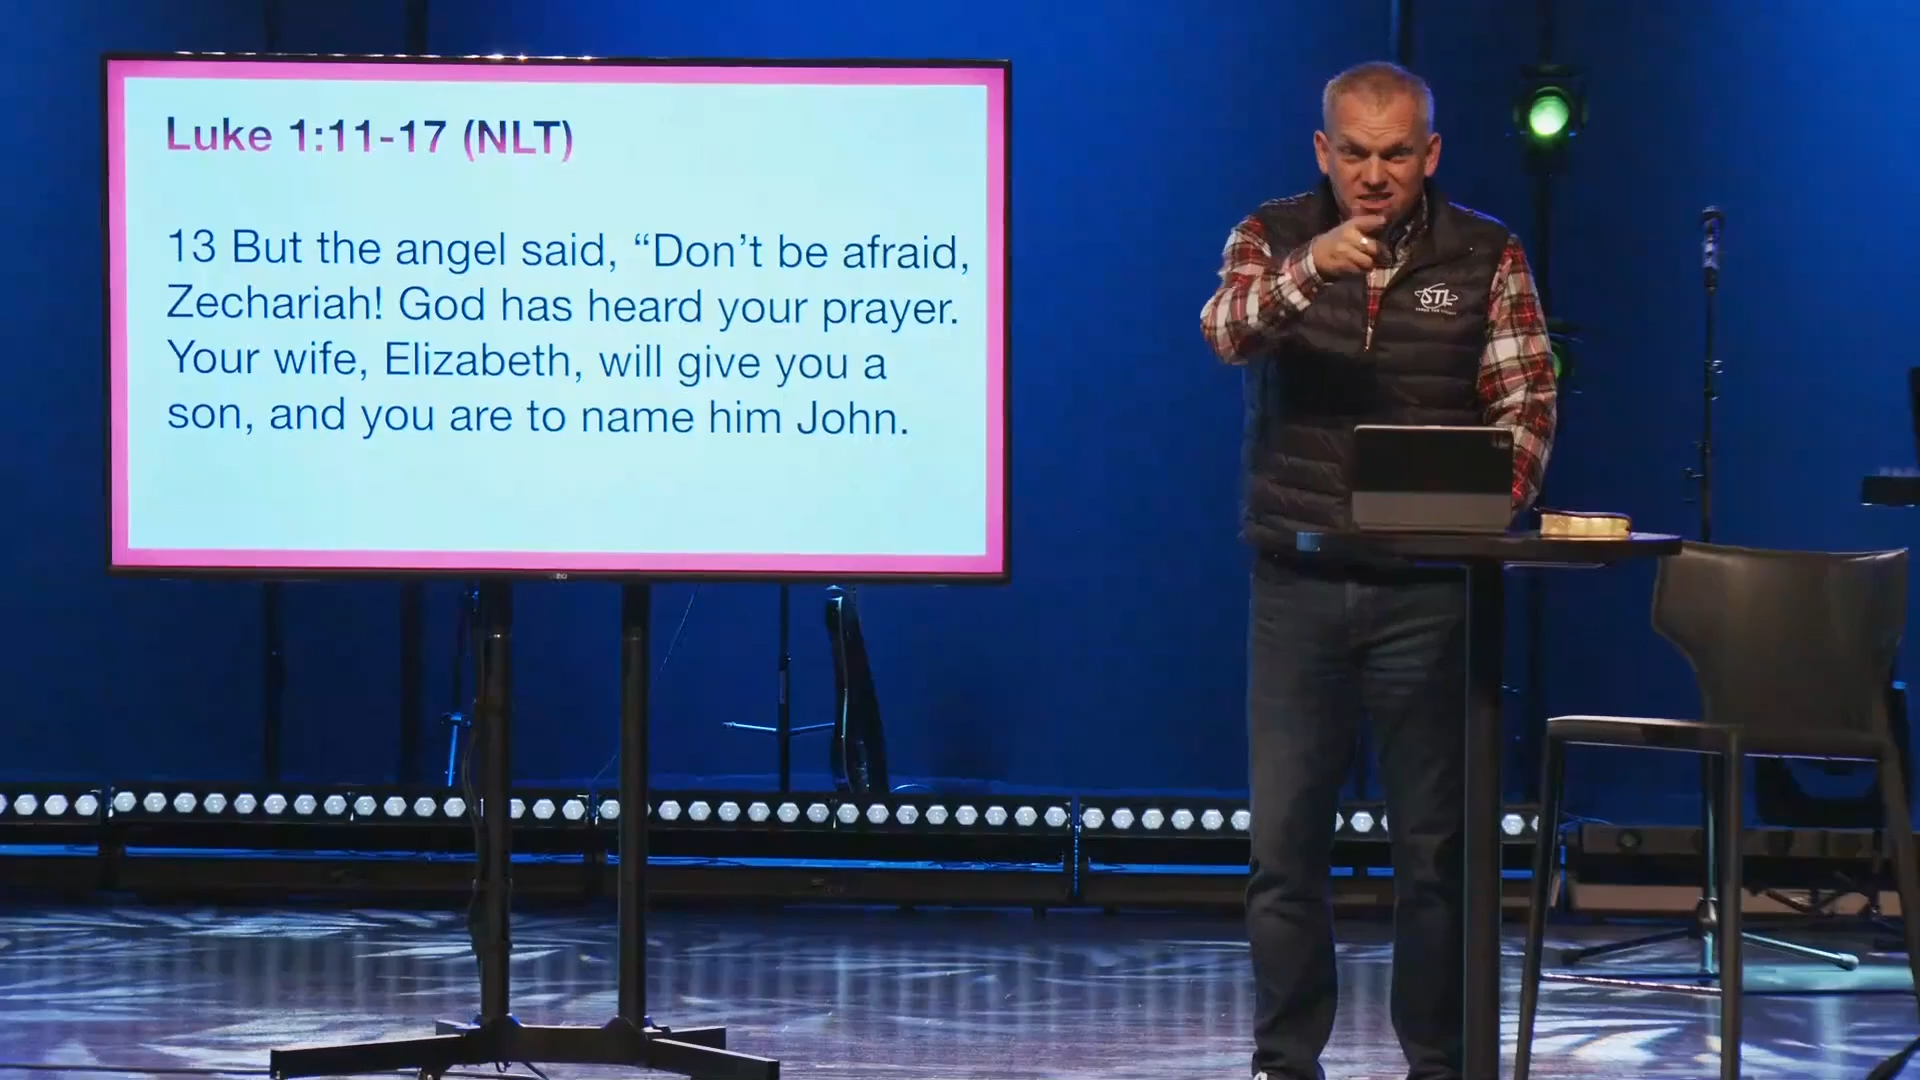 Luke 1:11-17 (NLT)
13 But the angel said, “Don’t be afraid,
Zechariah! God has heard your prayer.
Your wife, Elizabeth, will give you a
son, and you are to name him John.
STL